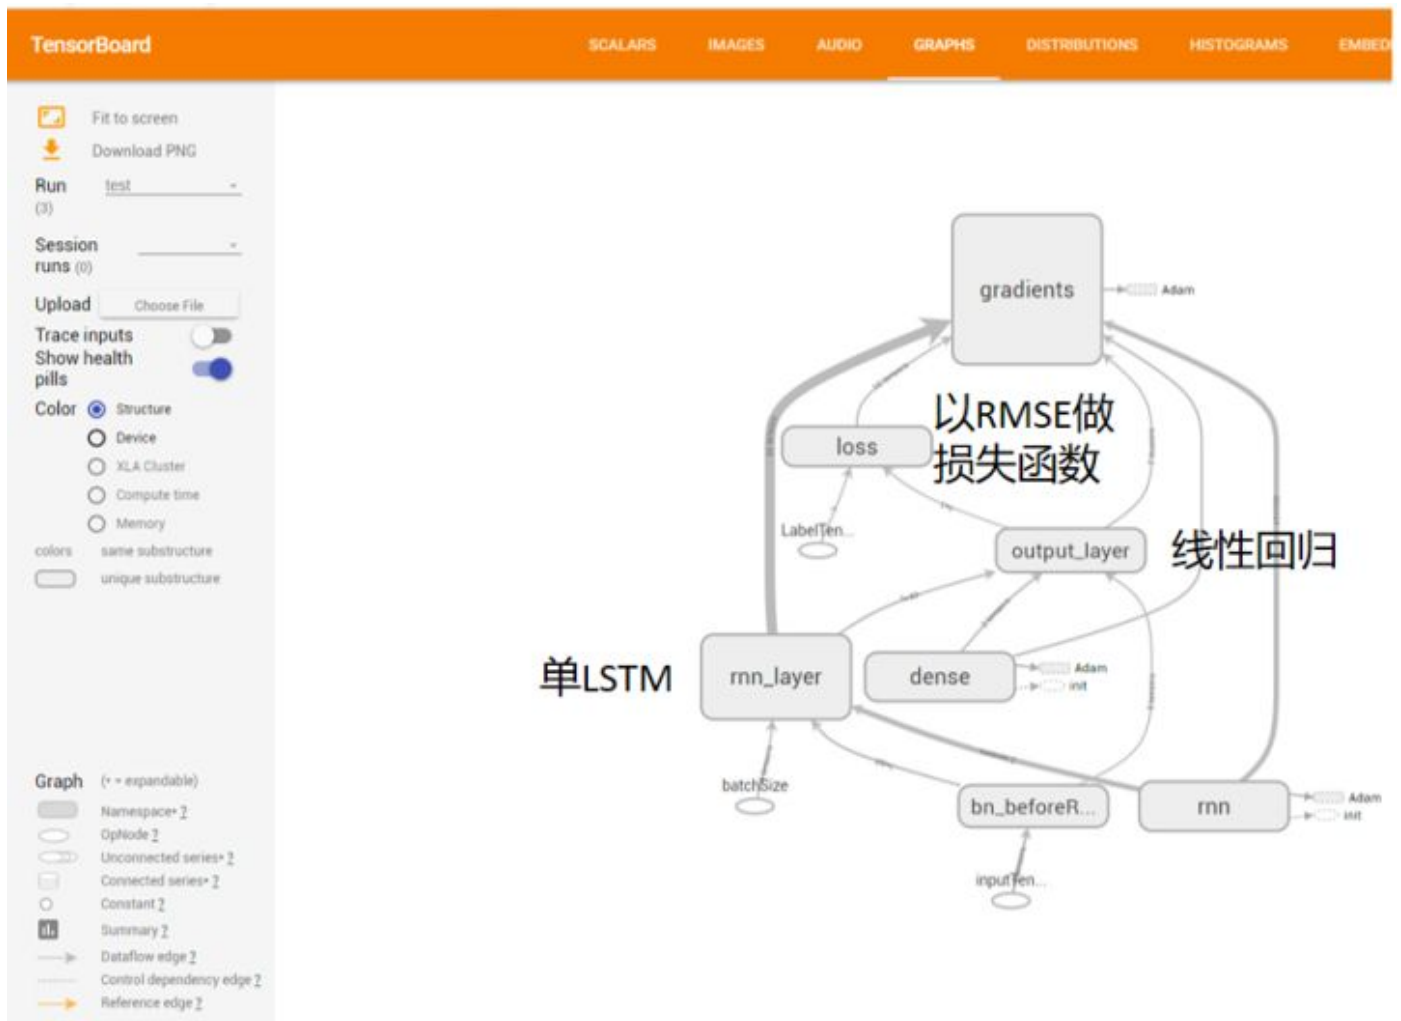 TensorBoard
SCALARS IMAGES AUDIO GRAPHS DISTRIBUTIONS HISTOGRAMS EMBED
Fit to screen
Download PNG
Run test
(3)
Session
runs (0)
Upload Choose File
Trace inputs
Show health
pills
Color Structure
Device
XLA Cluster
Compute time
Memory
colors same substructure
unique substructure
Graph (* = expandable)
Namespace* ?
OpNode ?
Unconnected series* ?
Connected series* ?
Constant ?
Summary ?
Dataflow edge ?
Control dependency edge ?
Reference edge ?
gradients
Adam
以RMSE做
损失函数
loss
LabelTen...
output_layer
线性回归
单LSTM
rnn_layer
dense
Adam
init
batchSize
bn_beforeR...
rnn
Adam
init
inputTen...